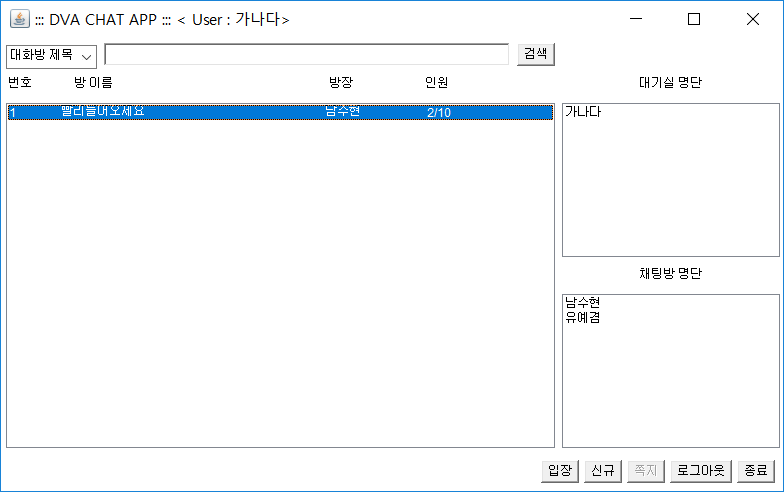 ::: DVA CHAT APP ::: < User : 가나다>
대화방 제목 검색
번호 방 이름 방장 인원 대기실 명단
1 빨리들어오세요 남수현 2/10
가나다
채팅방 명단
남수현
유예겸
입장 신규 쪽지 로그아웃 종료